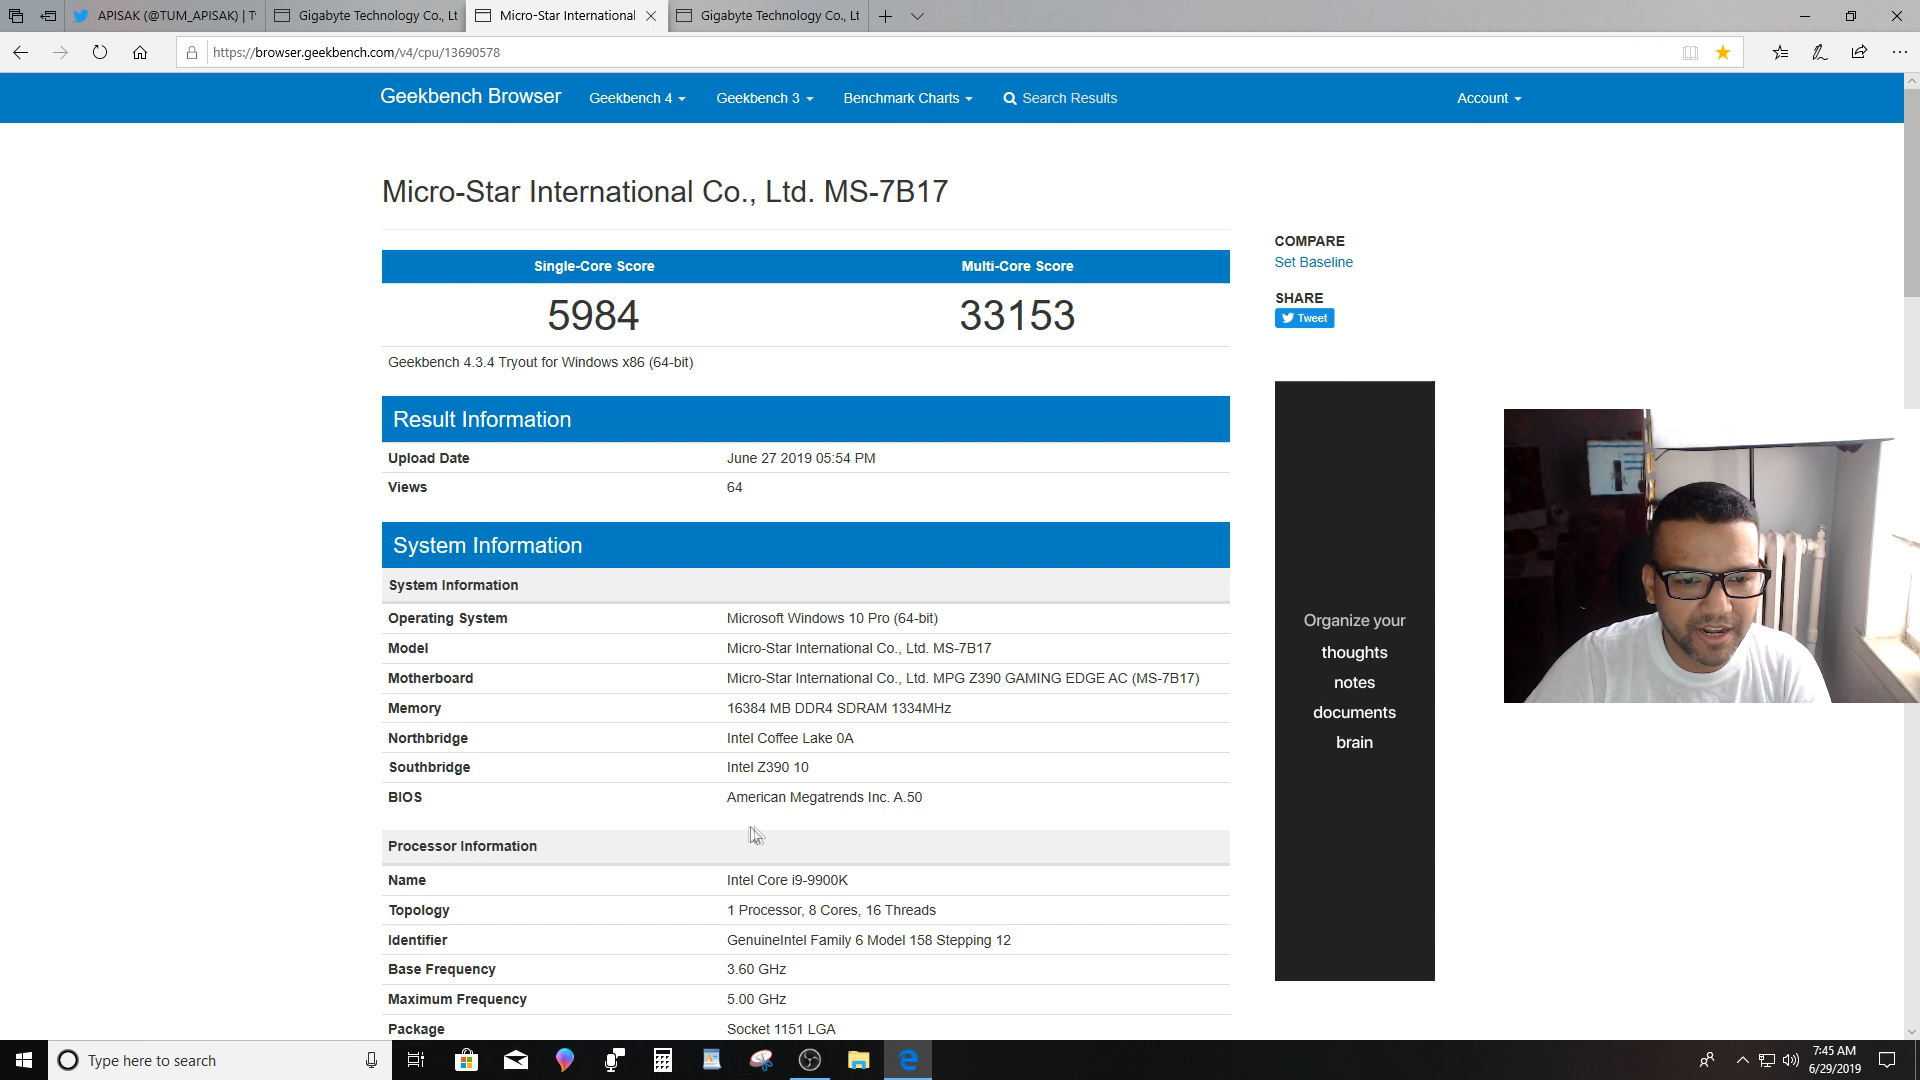 APISAK (@TUM_APISAK) | T
Gigabyte Technology Co., Lt
Micro-Star International
Gigabyte Technology Co., Lt
https://browser.geekbench.com/v4/cpu/13690578
Geekbench Browser
Geekbench 4
Geekbench 3
Benchmark Charts
Search Results
Account
Micro-Star International Co., Ltd. MS-7B17
Single-Core Score
Multi-Core Score
5984
33153
Geekbench 4.3.4 Tryout for Windows x86 (64-bit)
COMPARE
Set Baseline
SHARE
Tweet
Result Information
Upload Date June 27 2019 05:54 PM
Views 64
System Information
System Information
Operating System Microsoft Windows 10 Pro (64-bit)
Model Micro-Star International Co., Ltd. MS-7B17
Motherboard Micro-Star International Co., Ltd. MPG Z390 GAMING EDGE AC (MS-7B17)
Memory 16384 MB DDR4 SDRAM 1334MHz
Northbridge Intel Coffee Lake 0A
Southbridge Intel Z390 10
BIOS American Megatrends Inc. A.50
Processor Information
Name Intel Core i9-9900K
Topology 1 Processor, 8 Cores, 16 Threads
Identifier GenuineIntel Family 6 Model 158 Stepping 12
Base Frequency 3.60 GHz
Maximum Frequency 5.00 GHz
Package Socket 1151 LGA
Organize your
thoughts
notes
documents
brain
Type here to search
7:45 AM
6/29/2019